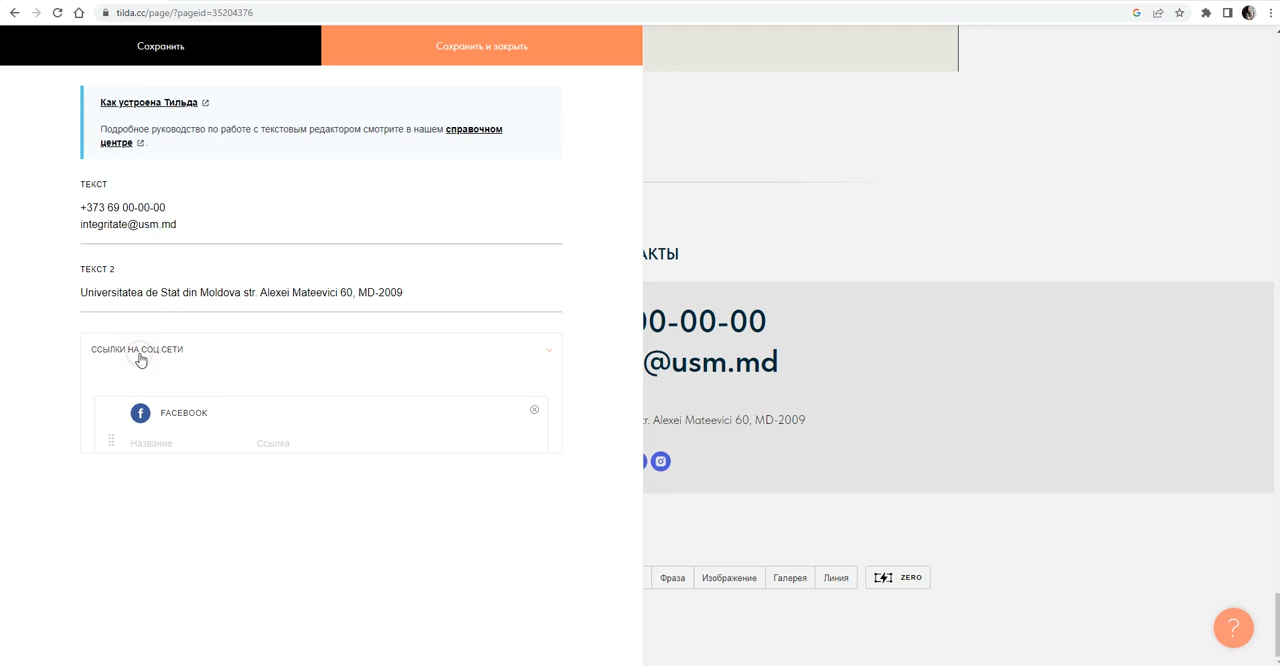 tilda.cc/page/?pageid=35204376
Сохранить
Сохранить и закрыть
Как устроена Тильда
Подробное руководство по работе с текстовым редактором смотрите в нашем справочном
центре .
ТЕКСТ
+373 69 00-00-00
integritate@usm.md
ТЕКСТ 2
Universitatea de Stat din Moldova str. Alexei Mateevici 60, MD-2009
ССЫЛКИ НА СОЦ СЕТИ
FACEBOOK
Название
Ссылка
АКТЫ
00-00-00
@usm.md
tr. Alexei Mateevici 60, MD-2009
Фраза
Изображение
Галерея
Линия
ZERO
?